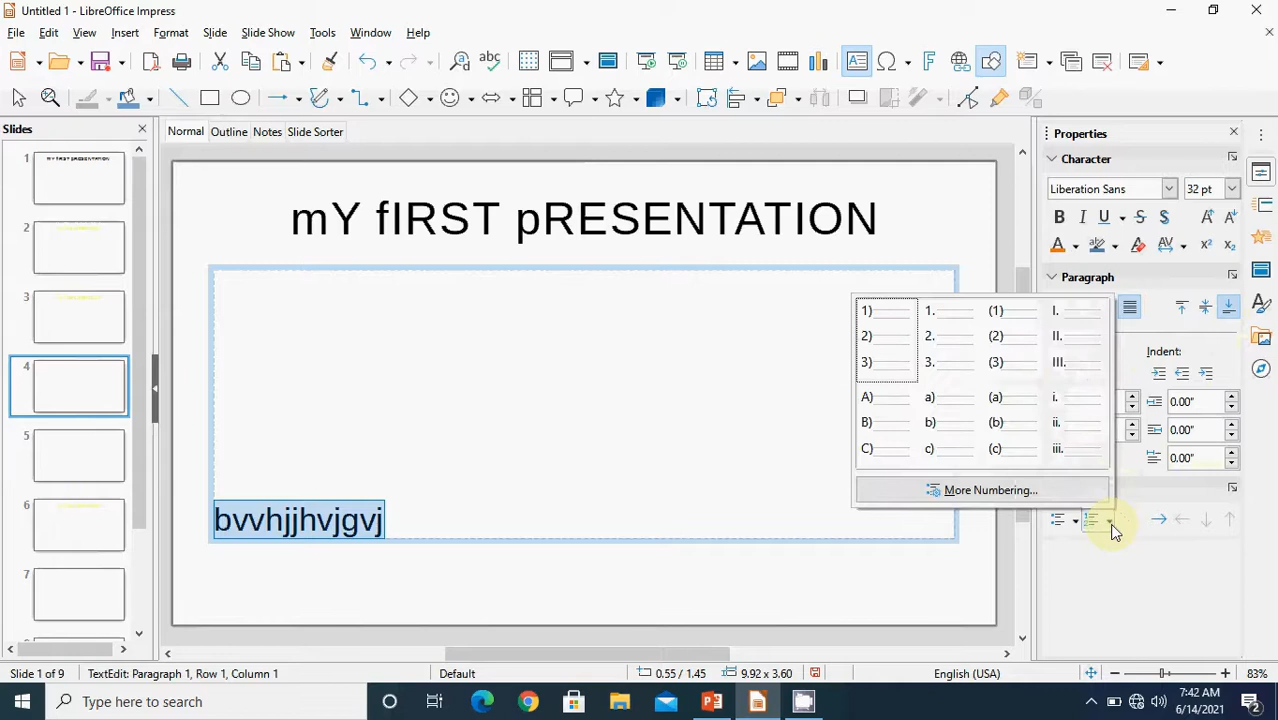 Untitled 1 - LibreOffice Impress
File Edit View Insert Format Slide Slide Show Tools Window Help
Slides
Normal Outline Notes Slide Sorter
Properties
Character
Liberation Sans 32 pt
Paragraph
Indent:
0.00"
0.00"
0.00"
1
2
3
4
5
6
7
mY fIRST pRESENTATION
bvvhjjhvjgvj
1) 1. (1) I.
2) 2. (2) II.
3) 3. (3) III.
A) a) (a) i.
B) b) (b) ii.
C) c) (c) iii.
More Numbering...
Slide 1 of 9 TextEdit: Paragraph 1, Row 1, Column 1 Default 0.55 / 1.45 9.92 x 3.60 English (USA) 83%
Type here to search
7:42 AM
6/14/2021
2